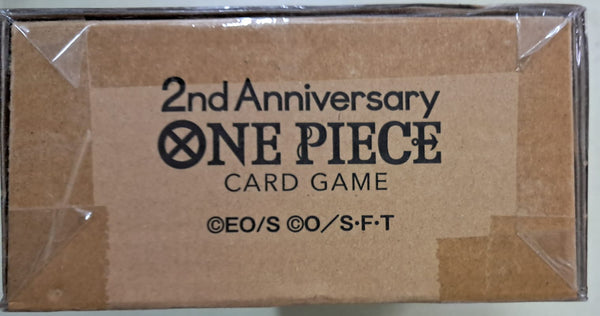 2nd Anniversary
ONE PIECE
CARD GAME
©EO/S ©O/S·F·T